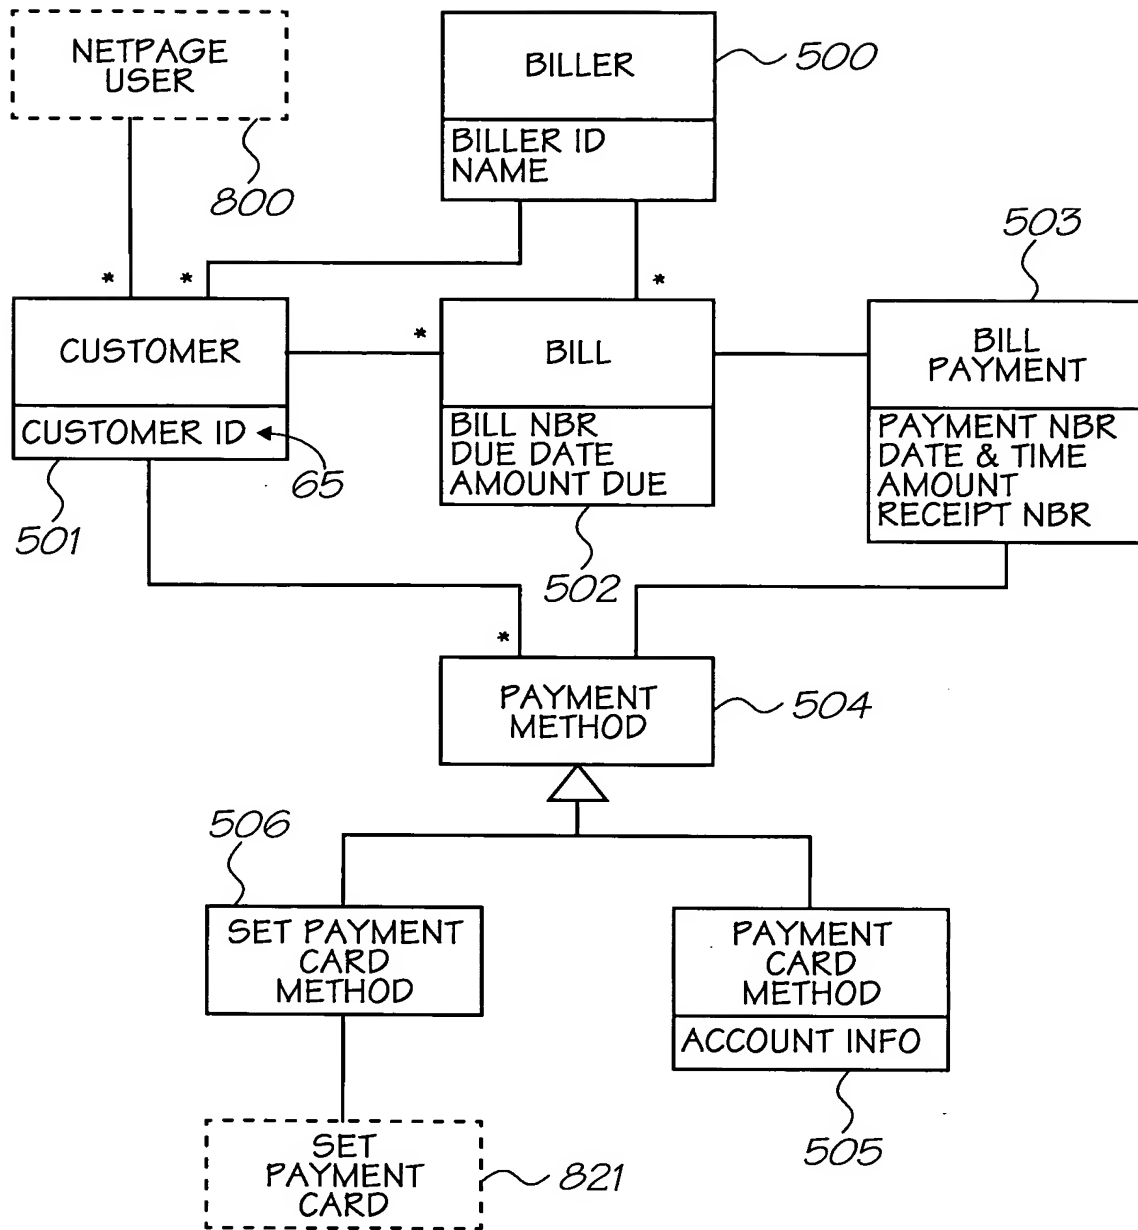 NETPAGE
USER
800
BILLER
500
BILLER ID
NAME
503
*
*
*
CUSTOMER
*
BILL
BILL
PAYMENT
CUSTOMER ID
65
501
BILL NBR
DUE DATE
AMOUNT DUE
502
PAYMENT NBR
DATE & TIME
AMOUNT
RECEIPT NBR
*
PAYMENT
METHOD
504
506
SET PAYMENT
CARD
METHOD
PAYMENT
CARD
METHOD
ACCOUNT INFO
505
SET
PAYMENT
CARD
821